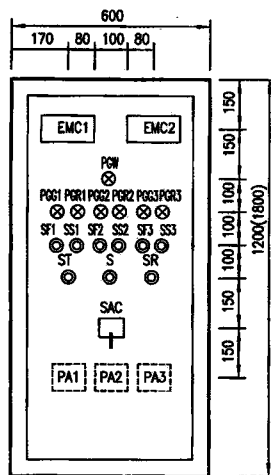 600
170 80 100 80
EMC1 EMC2
PGW
PGG1 PGR1 PGG2 PGR2 PGG3 PGR3
SF1 SS1 SF2 SS2 SF3 SS3
ST S SR
SAC
PA1 PA2 PA3
150
150
100
100
100
150
150
1200(1800)